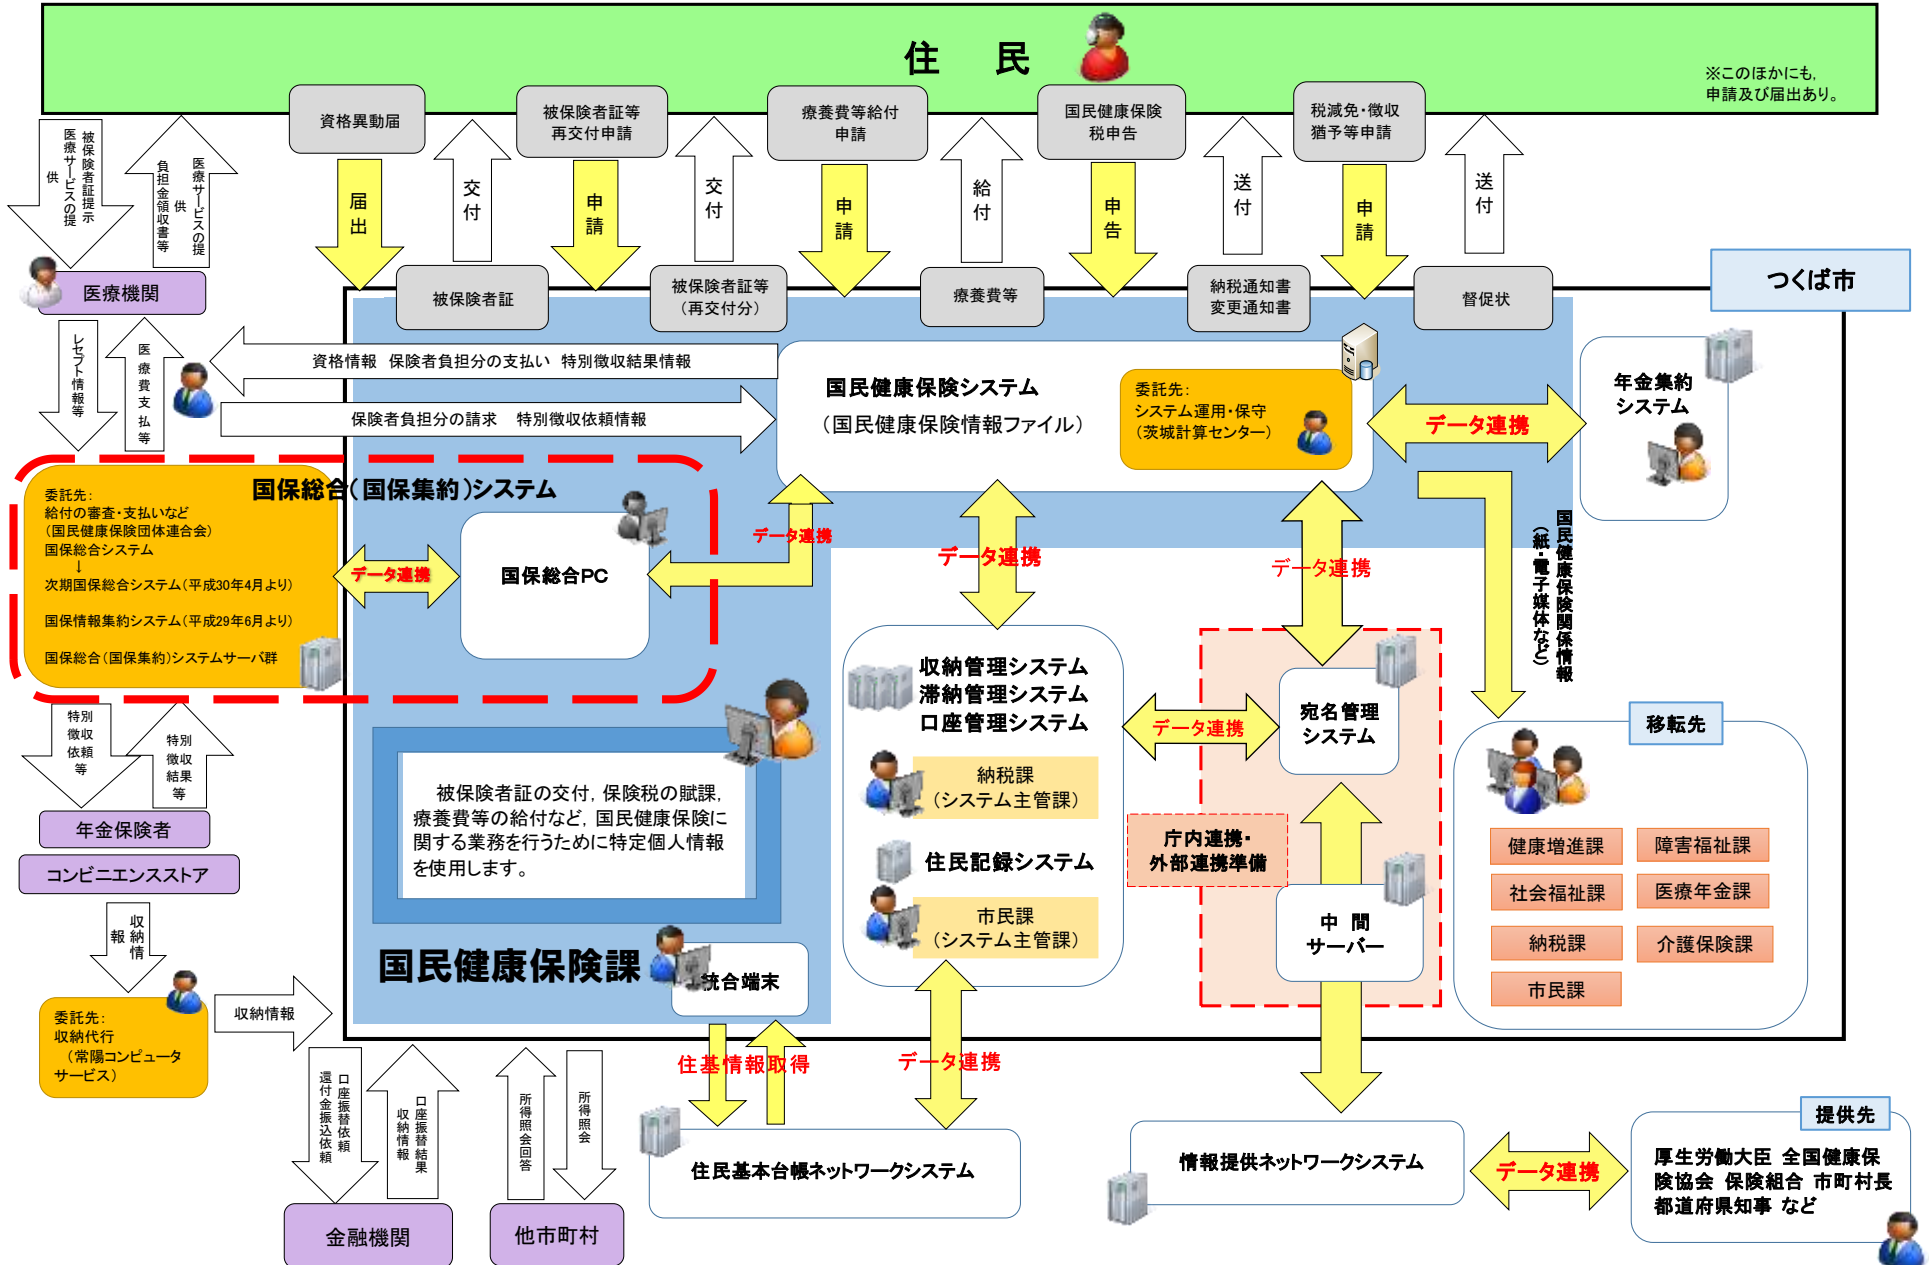 住　民
※このほかにも,
申請及び届出あり。
資格異動届
被保険者証等
再交付申請
療養費等給付
申請
国民健康保険
税申告
税減免・徴収
猶予等申請
被保険者証提示
医療サービスの提
供
医療サービスの提
供
負担金領収書等
届出
交付
申請
交付
申請
給付
申告
送付
申請
送付
医療機関
被保険者証
被保険者証等
(再交付分)
療養費等
納税通知書
変更通知書
督促状
つくば市
レセプト情報等
医療費支払等
資格情報　保険者負担分の支払い　特別徴収結果情報
保険者負担分の請求　特別徴収依頼情報
国民健康保険システム
(国民健康保険情報ファイル)
委託先:
システム運用・保守
(茨城計算センター)
データ連携
年金集約
システム
国保総合(国保集約)システム
委託先:
給付の審査・支払いなど
(国民健康保険団体連合会)
国保総合システム
↓
次期国保総合システム(平成30年4月より)
国保情報集約システム(平成29年6月より)
国保総合(国保集約)システムサーバ群
データ連携
国保総合PC
データ連携
データ連携
データ連携
国民健康保険関係情報
(紙・電子媒体など)
収納管理システム
滞納管理システム
口座管理システム
納税課
(システム主管課)
住民記録システム
市民課
(システム主管課)
データ連携
宛名管理
システム
庁内連携・
外部連携準備
中　間
サーバー
移転先
健康増進課
障害福祉課
社会福祉課
医療年金課
納税課
介護保険課
市民課
特別
徴収
依頼
等
特別
徴収
結果
等
年金保険者
コンビニエンスストア
収納情
報
委託先:
収納代行
(常陽コンピュータ
サービス)
収納情報
被保険者証の交付, 保険税の賦課,
療養費等の給付など, 国民健康保険に
関する業務を行うために特定個人情報
を使用します。
国民健康保険課
統合端末
住基情報取得
データ連携
口座振替依頼
還付金振込依頼
口座振替結果
収納情報
所得照会回答
所得照会
金融機関
他市町村
住民基本台帳ネットワークシステム
情報提供ネットワークシステム
データ連携
提供先
厚生労働大臣 全国健康保
険協会 保険組合 市町村長
都道府県知事 など